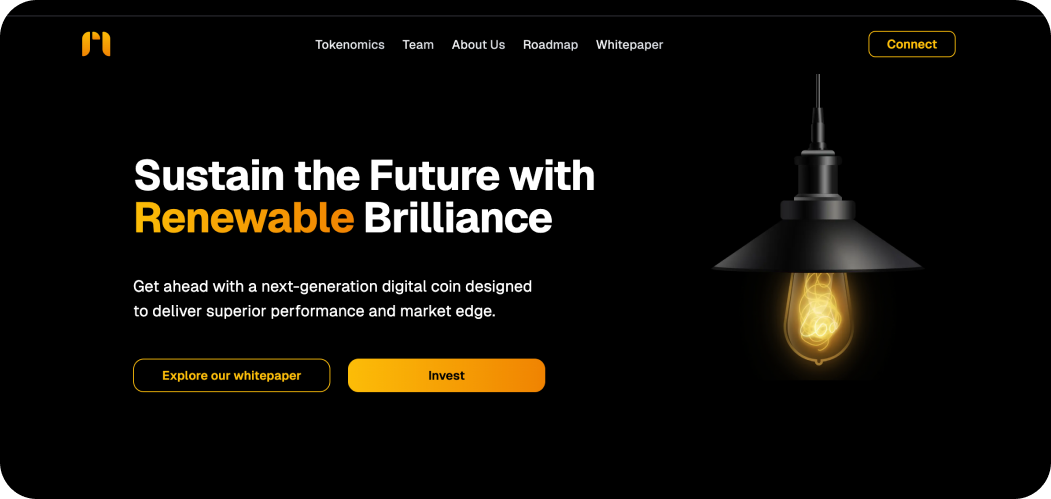 Tokenomics Team About Us Roadmap Whitepaper Connect
Sustain the Future with
Renewable Brilliance
Get ahead with a next-generation digital coin designed
to deliver superior performance and market edge.
Explore our whitepaper Invest